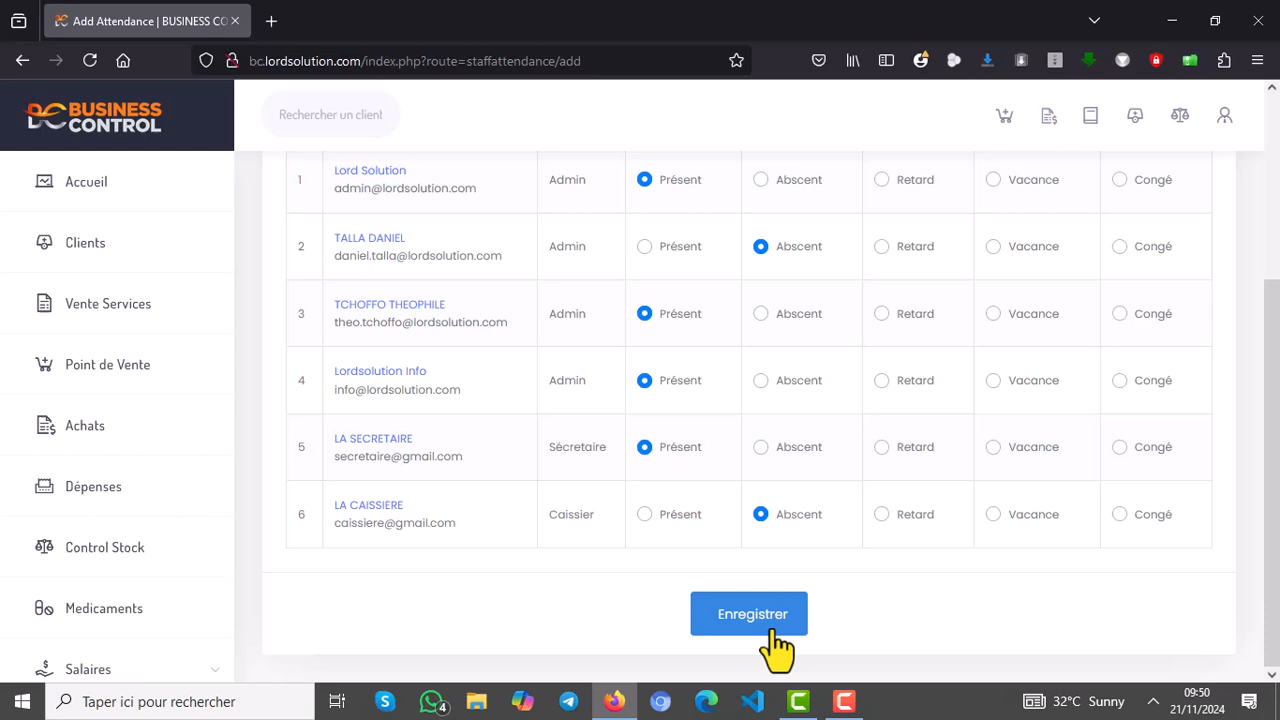 Add Attendance | BUSINESS CO
bc.lordsolution.com/index.php?route=staffattendance/add
BUSINESS
CONTROL
Rechercher un client
Accueil
Clients
Vente Services
Point de Vente
Achats
Dépenses
Control Stock
Medicaments
Salaires
1 Lord Solution Admin Présent Abscent Retard Vacance Congé
admin@lordsolution.com
2 TALLA DANIEL Admin Présent Abscent Retard Vacance Congé
daniel.talla@lordsolution.com
3 TCHOFFO THEOPHILE Admin Présent Abscent Retard Vacance Congé
theo.tchoffo@lordsolution.com
4 Lordsolution Info Admin Présent Abscent Retard Vacance Congé
info@lordsolution.com
5 LA SECRETAIRE Sécretaire Présent Abscent Retard Vacance Congé
secretaire@gmail.com
6 LA CAISSIERE Caissier Présent Abscent Retard Vacance Congé
caissiere@gmail.com
Enregistrer
Taper ici pour rechercher
4
32°C Sunny
09:50
21/11/2024